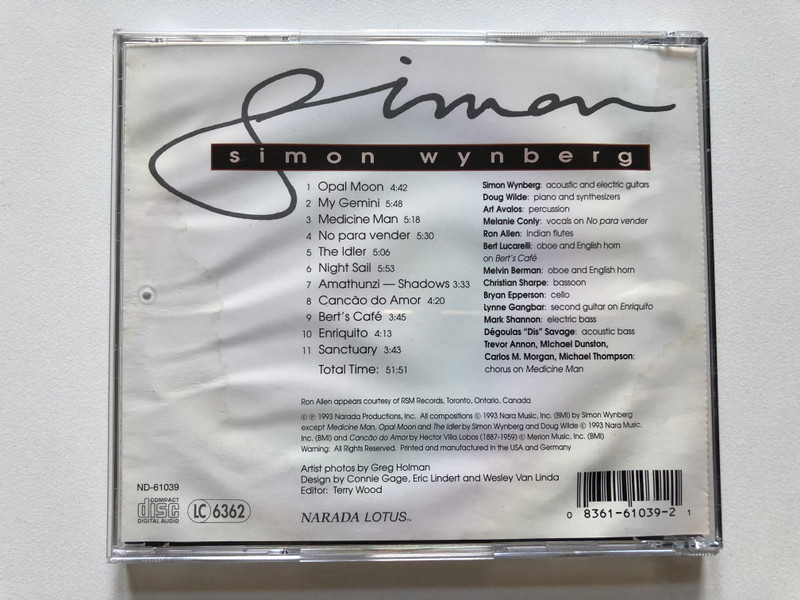 Simon
simon wynberg
1 Opal Moon 4:42
2 My Gemini 5:48
3 Medicine Man 5:18
4 No para vender 5:30
5 The Idler 5:06
6 Night Sail 5:53
7 Amathunzi — Shadows 3:33
8 Cancão do Amor 4:20
9 Bert's Café 3:45
10 Enriquito 4:13
11 Sanctuary 3:43
Total Time: 51:51
Simon Wynberg: acoustic and electric guitars
Doug Wilde: piano and synthesizers
Art Avalos: percussion
Melanie Conly: vocals on No para vender
Ron Allen: Indian flutes
Bert Lucarelli: oboe and English horn
on Bert's Café
Melvin Berman: oboe and English horn
Christian Sharpe: bassoon
Bryan Epperson: cello
Lynne Gangbar: second guitar on Enriquito
Mark Shannon: electric bass
Dégoulas "Dis" Savage: acoustic bass
Trevor Annon, Michael Dunston,
Carlos M. Morgan, Michael Thompson:
chorus on Medicine Man
Ron Allen appears courtesy of RSM Records, Toronto, Ontario, Canada
© ℗ 1993 Narada Productions, Inc. All compositions © 1993 Nara Music, Inc. (BMI) by Simon Wynberg
except Medicine Man, Opal Moon and The Idler by Simon Wynberg and Doug Wilde © 1993 Nara Music,
Inc. (BMI) and Cancão do Amor by Hector Villa Lobos (1887-1959) © Merion Music, Inc. (BMI)
Warning: All Rights Reserved. Printed and manufactured in the USA and Germany
Artist photos by Greg Holman
Design by Connie Gage, Eric Lindert and Wesley Van Linda
Editor: Terry Wood
ND-61039
COMPACT
disc
DIGITAL AUDIO
LC 6362
NARADA LOTUS™
0 8361-61039-2 1